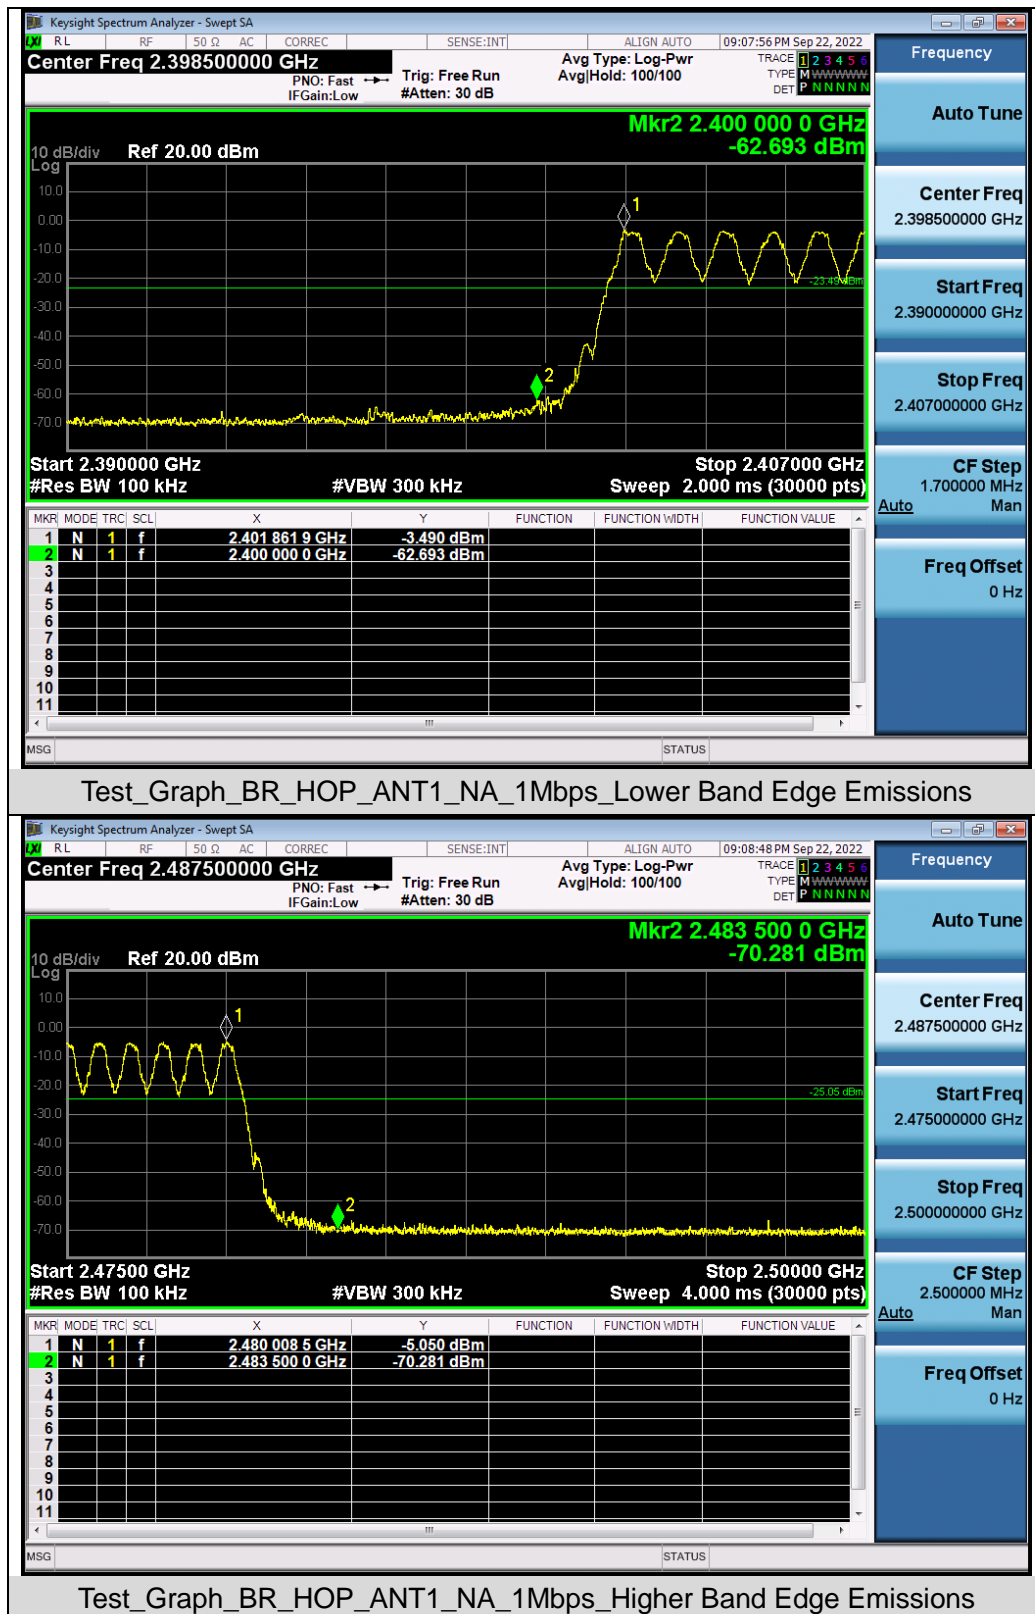 Keysight Spectrum Analyzer - Swept SA
LXI RL RF 50 Ω AC CORREC SENSE:INT ALIGN AUTO 09:07:56 PM Sep 22, 2022
Center Freq 2.398500000 GHz
PNO: Fast
IFGain:Low
Trig: Free Run
#Atten: 30 dB
Avg Type: Log-Pwr
Avg|Hold: 100/100
TRACE 1 2 3 4 5 6
TYPE M WWWWW
DET P N N N N N
Mkr2 2.400 000 0 GHz
-62.693 dBm
10 dB/div Ref 20.00 dBm
Log
10.0
0.00
-10.0
-20.0
-30.0
-40.0
-50.0
-60.0
-70.0
1
2
-23.49 dBm
Start 2.390000 GHz Stop 2.407000 GHz
#Res BW 100 kHz #VBW 300 kHz Sweep 2.000 ms (30000 pts)
MKR MODE TRC SCL X Y FUNCTION FUNCTION WIDTH FUNCTION VALUE
1 N 1 f 2.401 861 9 GHz -3.490 dBm
2 N 1 f 2.400 000 0 GHz -62.693 dBm
3
4
5
6
7
8
9
10
11
MSG STATUS
Frequency
Auto Tune
Center Freq
2.398500000 GHz
Start Freq
2.390000000 GHz
Stop Freq
2.407000000 GHz
CF Step
1.700000 MHz
Auto Man
Freq Offset
0 Hz
Test_Graph_BR_HOP_ANT1_NA_1Mbps_Lower Band Edge Emissions
Keysight Spectrum Analyzer - Swept SA
LXI RL RF 50 Ω AC CORREC SENSE:INT ALIGN AUTO 09:08:48 PM Sep 22, 2022
Center Freq 2.487500000 GHz
PNO: Fast
IFGain:Low
Trig: Free Run
#Atten: 30 dB
Avg Type: Log-Pwr
Avg|Hold: 100/100
TRACE 1 2 3 4 5 6
TYPE M WWWWW
DET P N N N N N
Mkr2 2.483 500 0 GHz
-70.281 dBm
10 dB/div Ref 20.00 dBm
Log
10.0
0.00
-10.0
-20.0
-30.0
-40.0
-50.0
-60.0
-70.0
1
2
-25.05 dBm
Start 2.47500 GHz Stop 2.50000 GHz
#Res BW 100 kHz #VBW 300 kHz Sweep 4.000 ms (30000 pts)
MKR MODE TRC SCL X Y FUNCTION FUNCTION WIDTH FUNCTION VALUE
1 N 1 f 2.480 008 5 GHz -5.050 dBm
2 N 1 f 2.483 500 0 GHz -70.281 dBm
3
4
5
6
7
8
9
10
11
MSG STATUS
Frequency
Auto Tune
Center Freq
2.487500000 GHz
Start Freq
2.475000000 GHz
Stop Freq
2.500000000 GHz
CF Step
2.500000 MHz
Auto Man
Freq Offset
0 Hz
Test_Graph_BR_HOP_ANT1_NA_1Mbps_Higher Band Edge Emissions